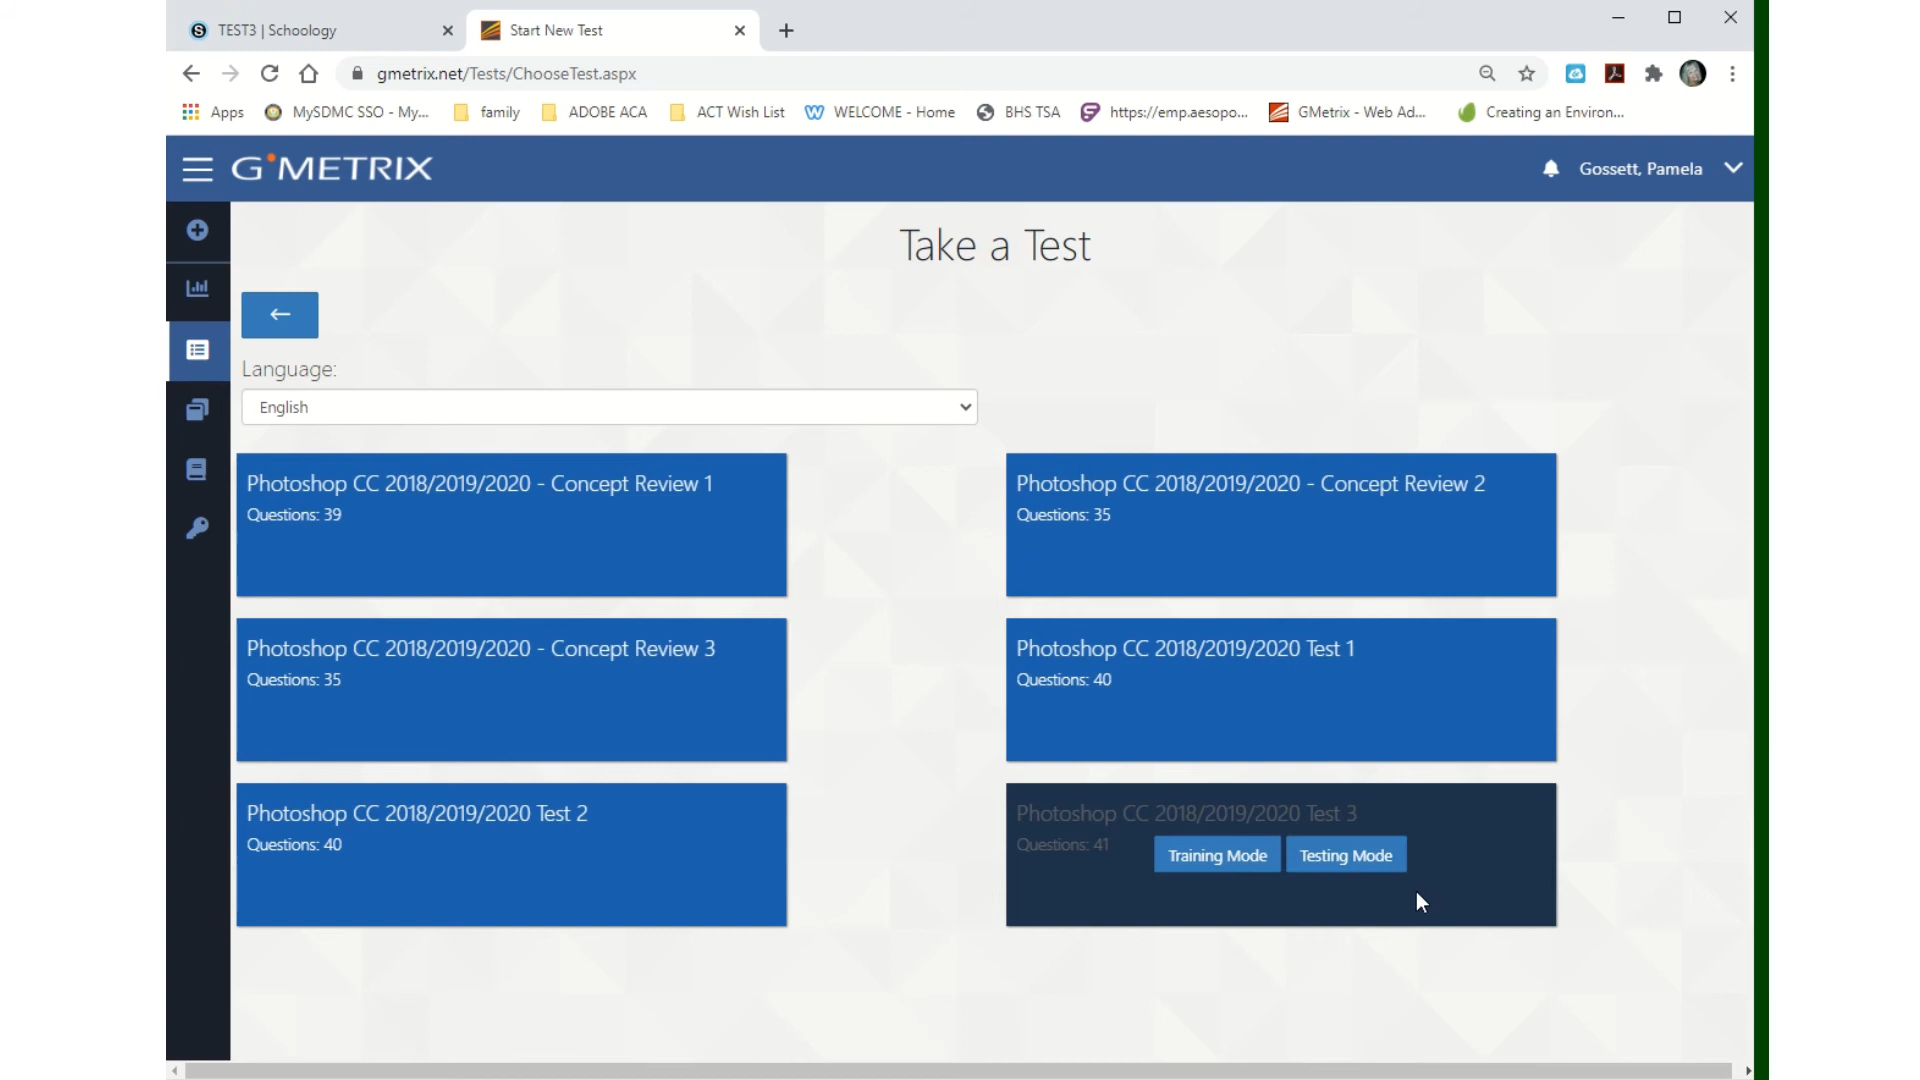 TEST3 | Schoology
Start New Test
gmetrix.net/Tests/ChooseTest.aspx
Apps
MySDMC SSO - My...
family
ADOBE ACA
ACT Wish List
WELCOME - Home
BHS TSA
https://emp.aesopo...
GMetrix - Web Ad...
Creating an Environ...
GMETRIX
Gossett, Pamela
Take a Test
Language:
English
Photoshop CC 2018/2019/2020 - Concept Review 1
Questions: 39
Photoshop CC 2018/2019/2020 - Concept Review 2
Questions: 35
Photoshop CC 2018/2019/2020 - Concept Review 3
Questions: 35
Photoshop CC 2018/2019/2020 Test 1
Questions: 40
Photoshop CC 2018/2019/2020 Test 2
Questions: 40
Photoshop CC 2018/2019/2020 Test 3
Questions: 41
Training Mode
Testing Mode